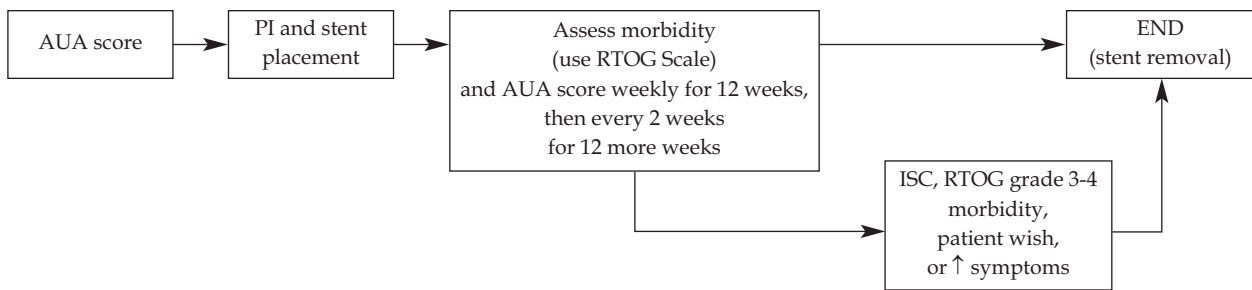 AUA score
PI and stent
placement
Assess morbidity
(use RTOG Scale)
and AUA score weekly for 12 weeks,
then every 2 weeks
for 12 more weeks
END
(stent removal)
ISC, RTOG grade 3-4
morbidity,
patient wish,
or ↑ symptoms